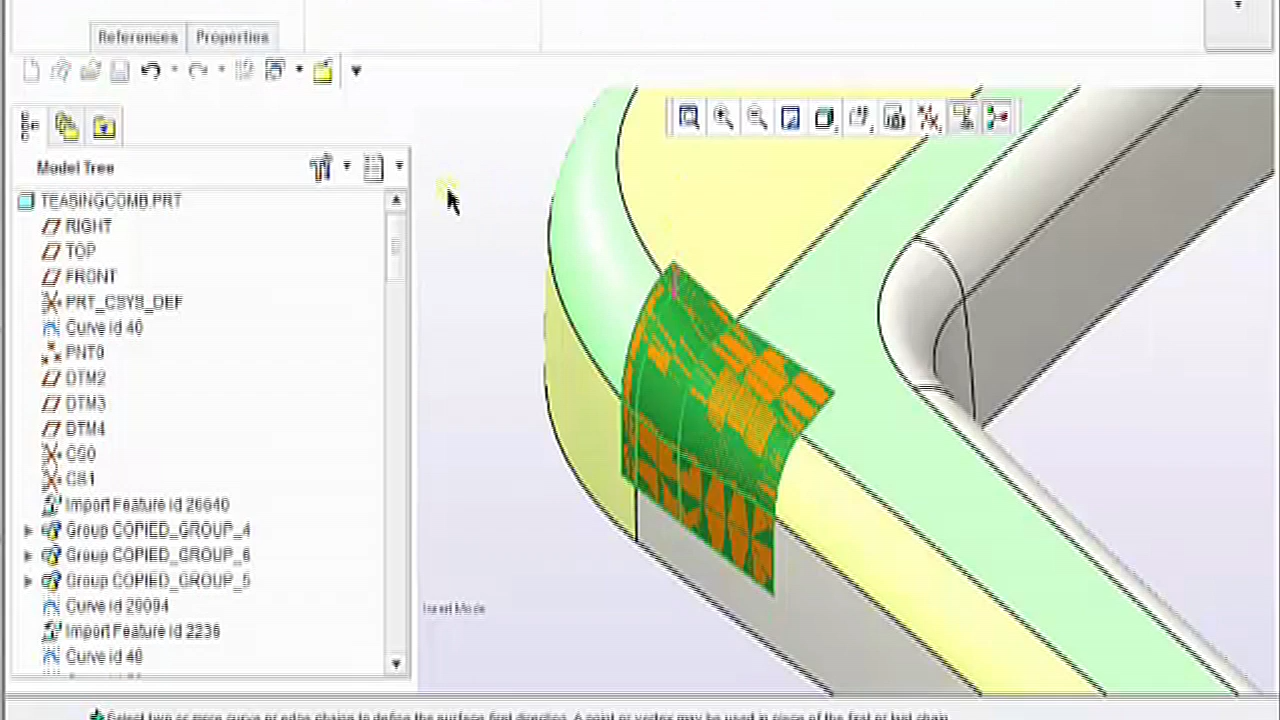 References Properties
Model Tree
TEASINGCOMB.PRT
RIGHT
TOP
FRONT
PRT_CSYS_DEF
Curve id 40
PNT0
DTM2
DTM3
DTM4
CS0
CS1
Import Feature id 26640
Group COPIED_GROUP_4
Group COPIED_GROUP_6
Group COPIED_GROUP_5
Curve id 29094
Import Feature id 2236
Curve id 40
Insert Mode
Select two or more curve or edge chains to define the surface first direction. A point or vertex may be used in place of the first or last chain.